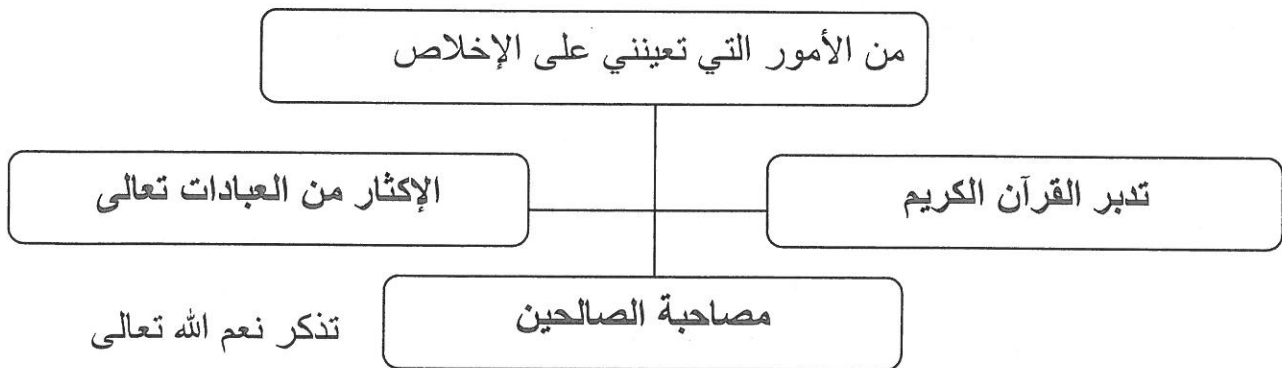 من الأمور التي تعينني على الإخلاص
تدبر القرآن الكريم
الإكثار من العبادات تعالى
مصاحبة الصالحين
تذكر نعم الله تعالى